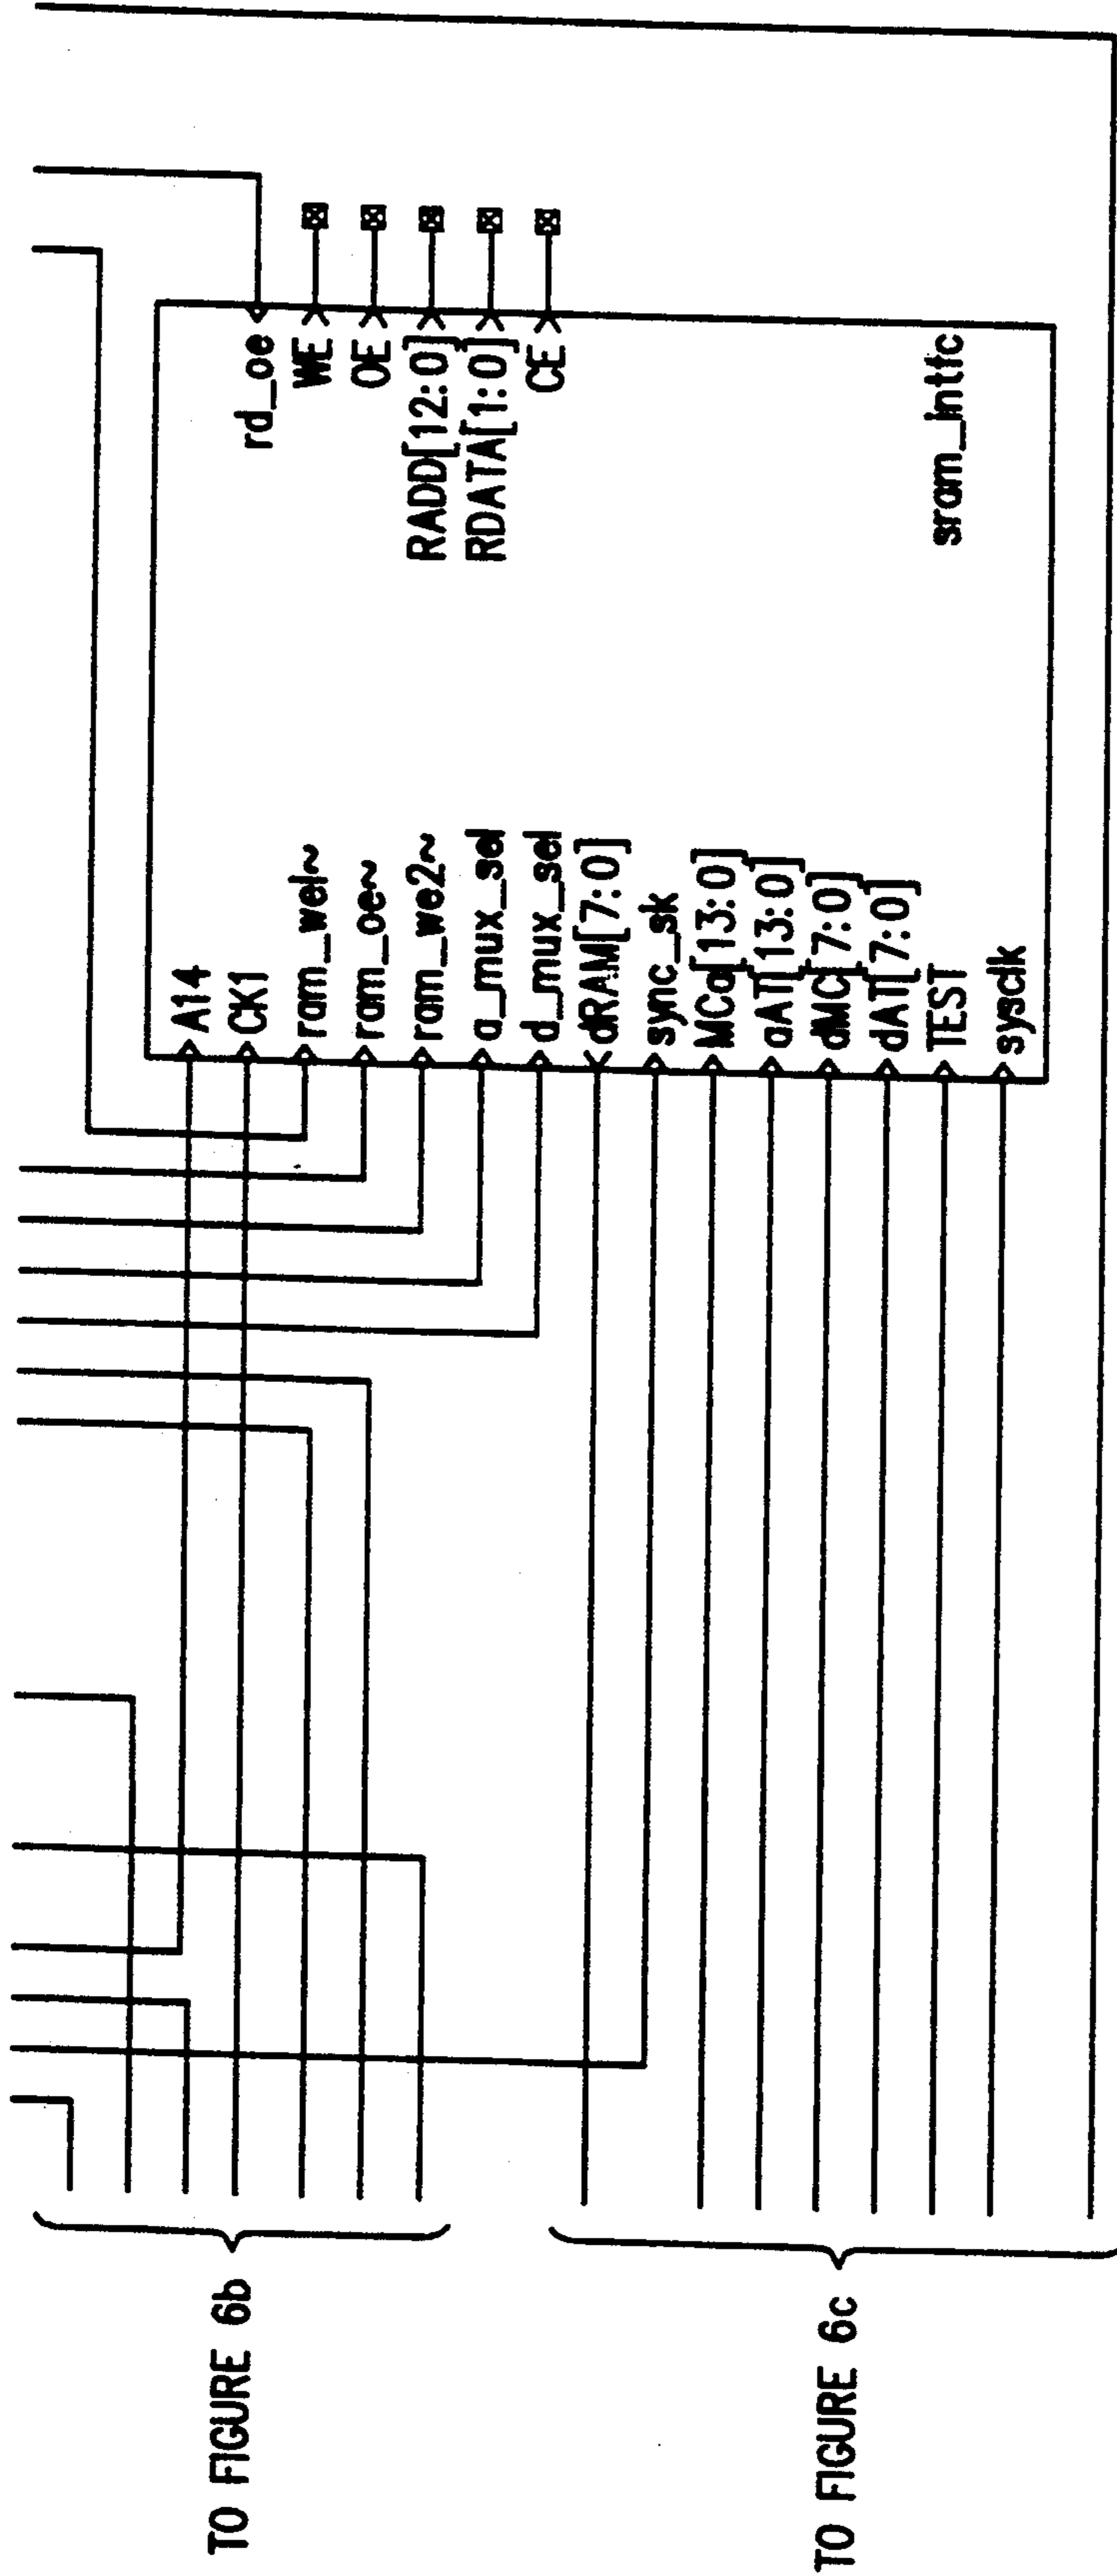 A14
CK1
ram_we1~
ram_oe~
ram_we2~
a_mux_sel
d_mux_sel
dRAM[7:0]
sync_sk
MCa[13:0]
aAT[13:0]
dMC[7:0]
dAT[7:0]
TEST
sysclk
rd_oe
WE
OE
RADD[12:0]
RDATA[1:0]
CE
sram_intfc
TO FIGURE 6b
TO FIGURE 6c